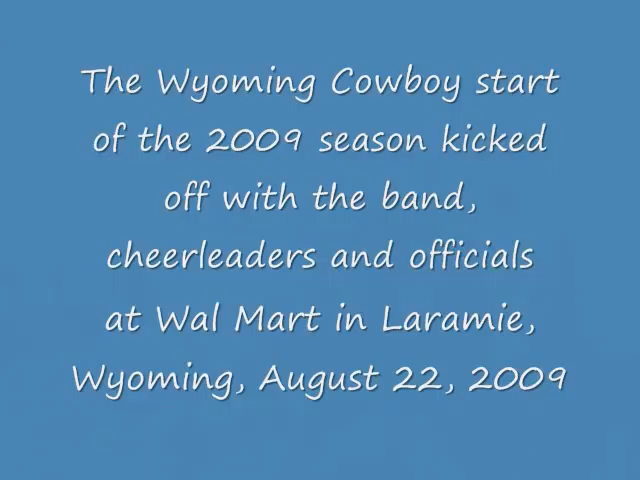 The Wyoming Cowboy start
of the 2009 season kicked
off with the band,
cheerleaders and officials
at Wal Mart in Laramie,
Wyoming, August 22, 2009